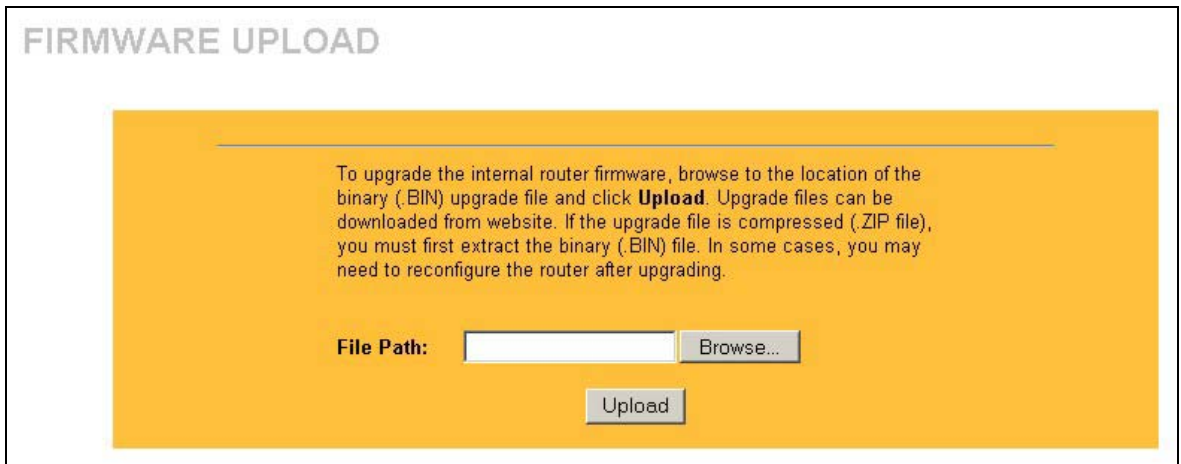 FIRMWARE UPLOAD
To upgrade the internal router firmware, browse to the location of the
binary (.BIN) upgrade file and click Upload. Upgrade files can be
downloaded from website. If the upgrade file is compressed (.ZIP file),
you must first extract the binary (.BIN) file. In some cases, you may
need to reconfigure the router after upgrading.
File Path:
Browse...
Upload